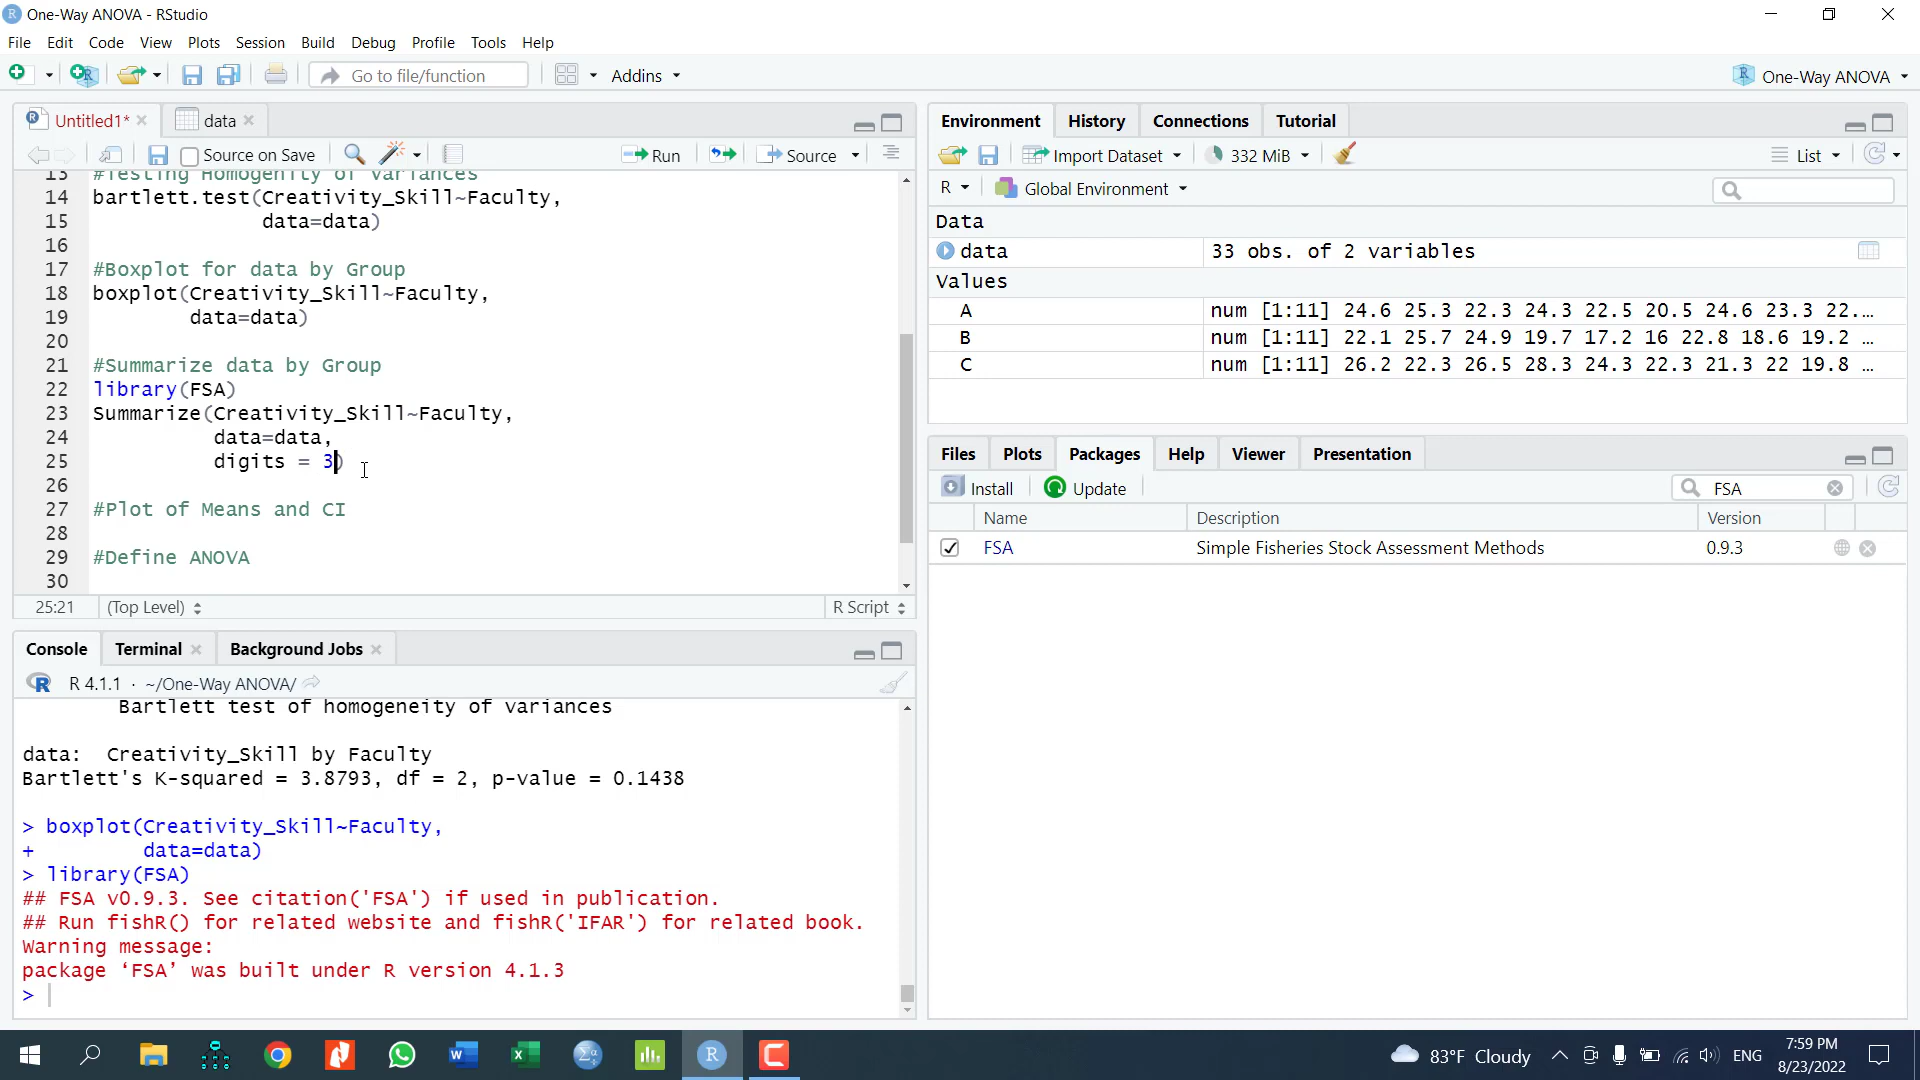 One-Way ANOVA - RStudio
File Edit Code View Plots Session Build Debug Profile Tools Help
Go to file/function Addins One-Way ANOVA
Untitled1* data
Source on Save Run Source
13 #Testing Homogenity of Variances
14 bartlett.test(Creativity_Skill~Faculty,
15 data=data)
16
17 #Boxplot for data by Group
18 boxplot(Creativity_Skill~Faculty,
19 data=data)
20
21 #Summarize data by Group
22 library(FSA)
23 Summarize(Creativity_Skill~Faculty,
24 data=data,
25 digits = 3)
26
27 #Plot of Means and CI
28
29 #Define ANOVA
30
25:21 (Top Level) R Script
Console Terminal Background Jobs
R 4.1.1 · ~/One-Way ANOVA/
Bartlett test of homogeneity of variances
data: Creativity_Skill by Faculty
Bartlett's K-squared = 3.8793, df = 2, p-value = 0.1438
> boxplot(Creativity_Skill~Faculty,
+ data=data)
> library(FSA)
## FSA v0.9.3. See citation('FSA') if used in publication.
## Run fishR() for related website and fishR('IFAR') for related book.
Warning message:
package ‘FSA’ was built under R version 4.1.3
>
Environment History Connections Tutorial
Import Dataset 332 MiB List
R Global Environment
Data
data 33 obs. of 2 variables
Values
A num [1:11] 24.6 25.3 22.3 24.3 22.5 20.5 24.6 23.3 22.…
B num [1:11] 22.1 25.7 24.9 19.7 17.2 16 22.8 18.6 19.2 …
C num [1:11] 26.2 22.3 26.5 28.3 24.3 22.3 21.3 22 19.8 …
Files Plots Packages Help Viewer Presentation
Install Update FSA
Name Description Version
FSA Simple Fisheries Stock Assessment Methods 0.9.3
83°F Cloudy ENG 7:59 PM
8/23/2022